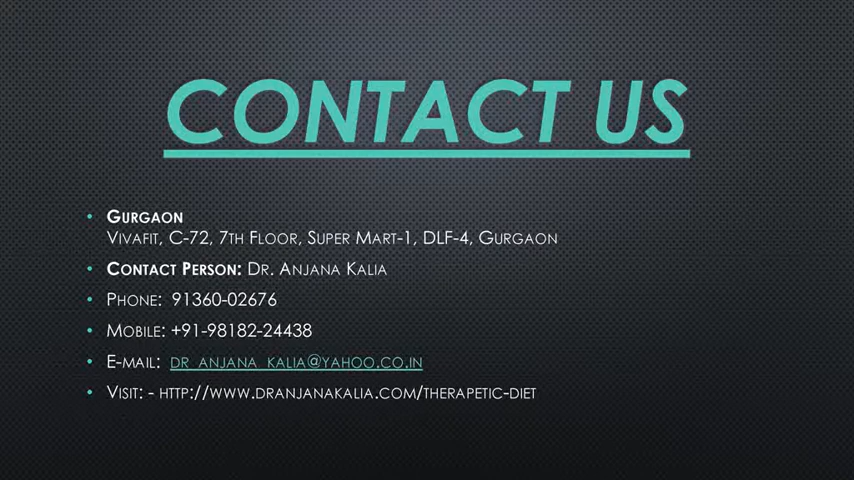 CONTACT US
• GURGAON
VIVAFIT, C-72, 7TH FLOOR, SUPER MART-1, DLF-4, GURGAON
• CONTACT PERSON: DR. ANJANA KALIA
• PHONE: 91360-02676
• MOBILE: +91-98182-24438
• E-MAIL: DR_ANJANA_KALIA@YAHOO.CO.IN
• VISIT: - HTTP://WWW.DRANJANAKALIA.COM/THERAPETIC-DIET